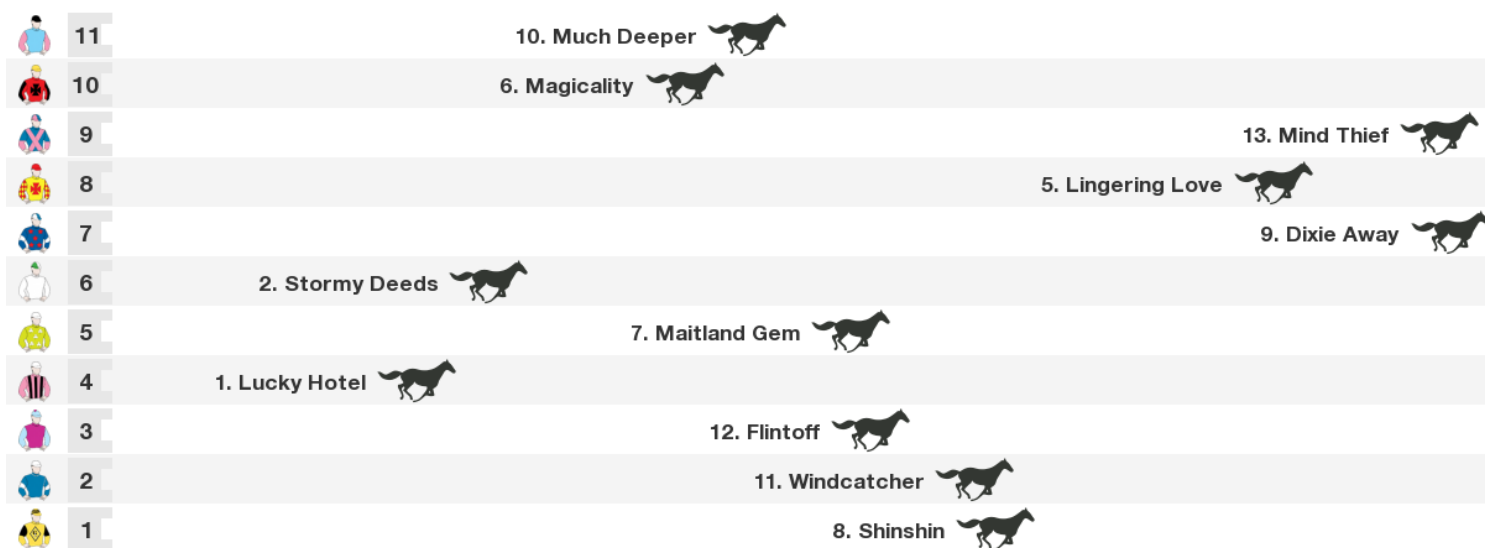 11 10. Much Deeper
10 6. Magicality
9 13. Mind Thief
8 5. Lingering Love
7 9. Dixie Away
6 2. Stormy Deeds
5 7. Maitland Gem
4 1. Lucky Hotel
3 12. Flintoff
2 11. Windcatcher
1 8. Shinshin